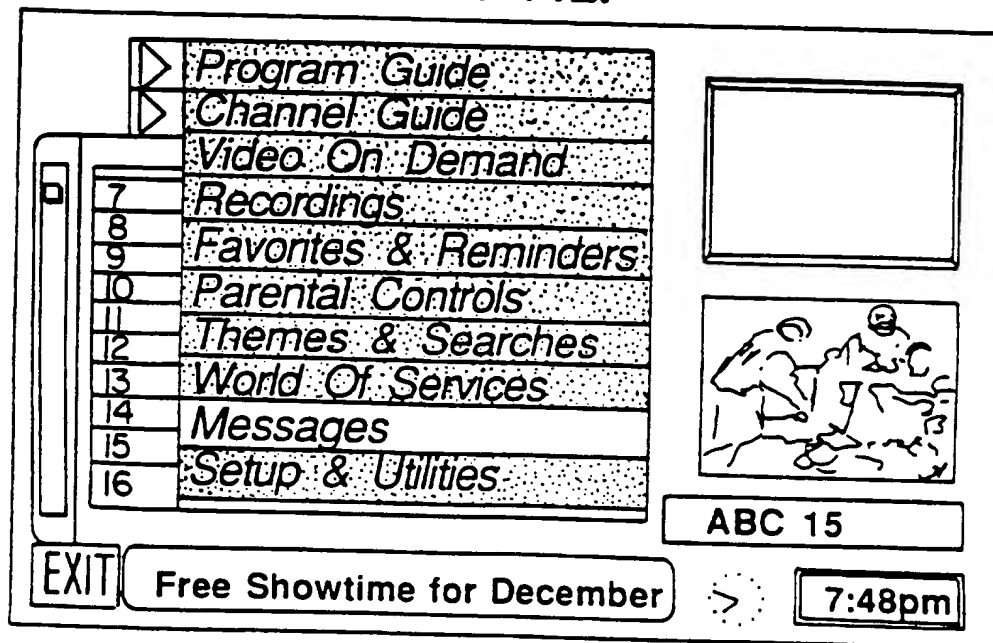 Program Guide
Channel Guide
Video On Demand
7 Recordings
8
9 Favorites & Reminders
10 Parental Controls
11
12 Themes & Searches
13 World Of Services
14 Messages
15
16 Setup & Utilities
ABC 15
EXIT Free Showtime for December
7:48pm